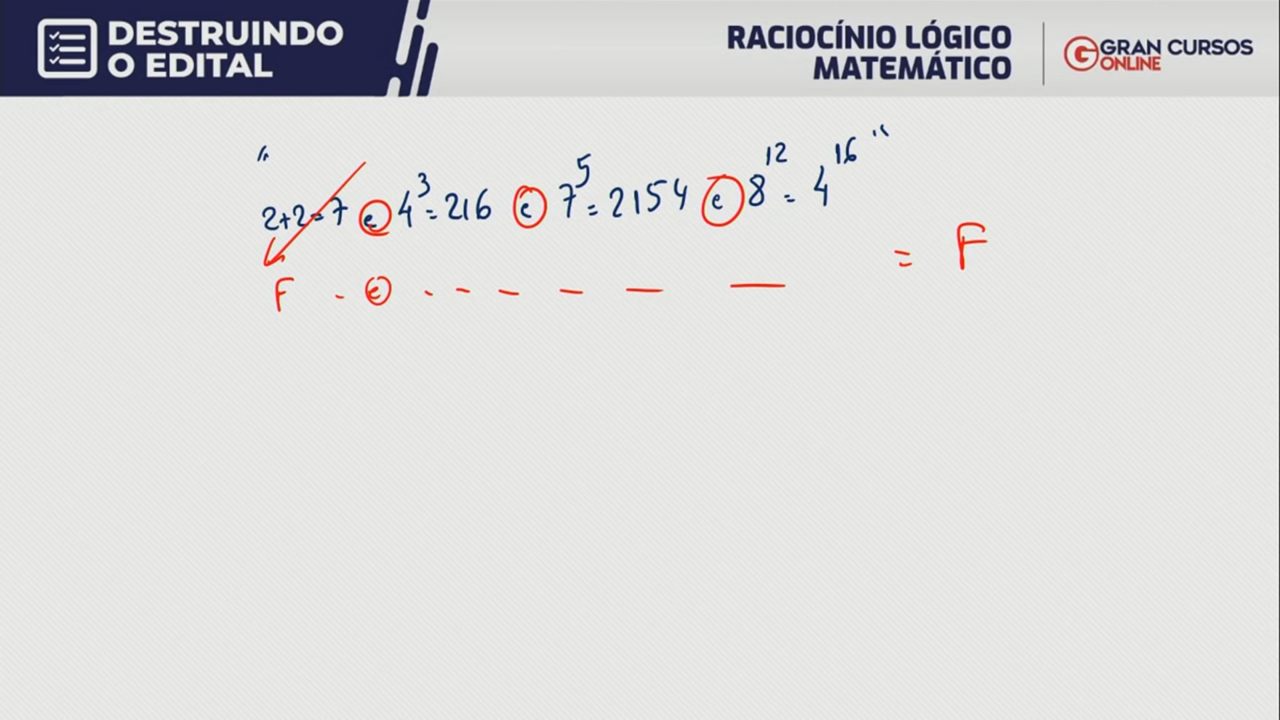 DESTRUINDO
O EDITAL
RACIOCÍNIO LÓGICO
MATEMÁTICO
GRAN CURSOS
ONLINE
"2+2=7 e 4³=216 e 7⁵=2154 e 8¹²=4¹⁶"
F e = F